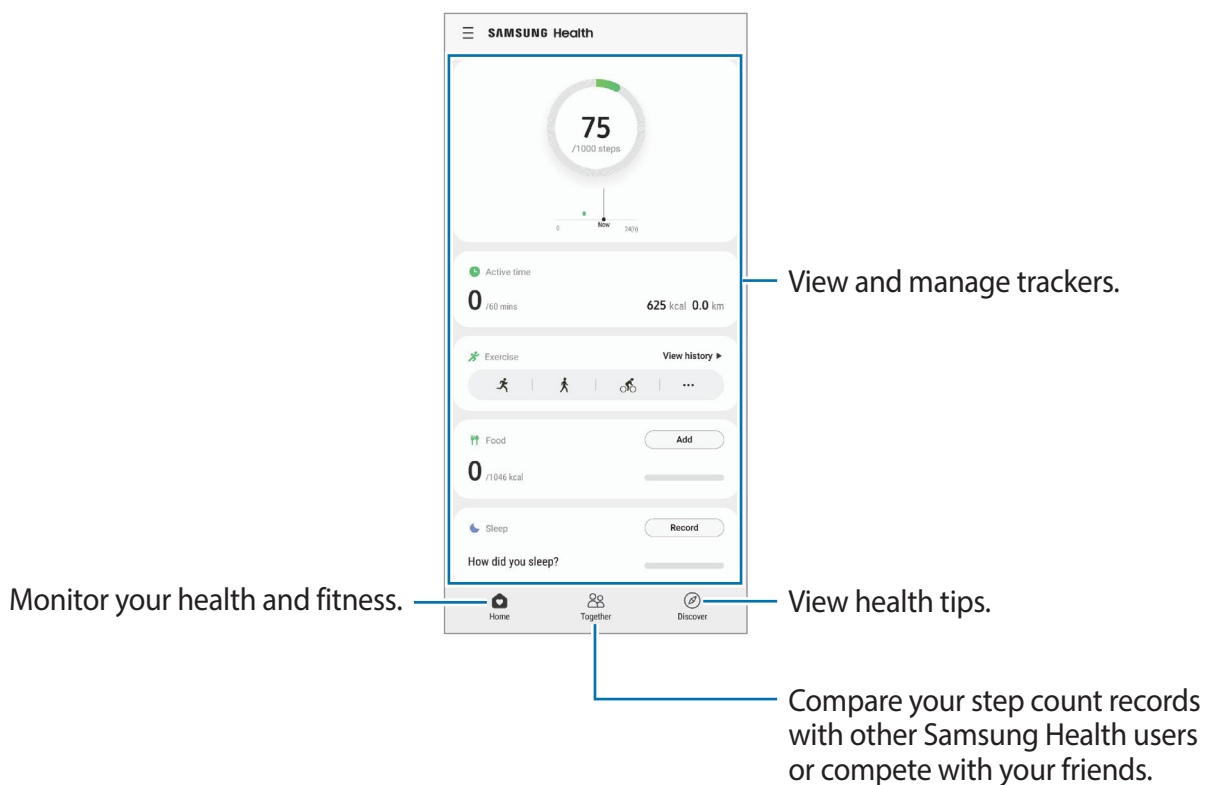 SAMSUNG Health
75
/1000 steps
Now
0 24(h)
Active time
0 /60 mins 625 kcal 0.0 km
View and manage trackers.
Exercise View history ▶
Food Add
0 /1046 kcal
Sleep Record
How did you sleep?
Monitor your health and fitness.
Home Together Discover
View health tips.
Compare your step count records
with other Samsung Health users
or compete with your friends.